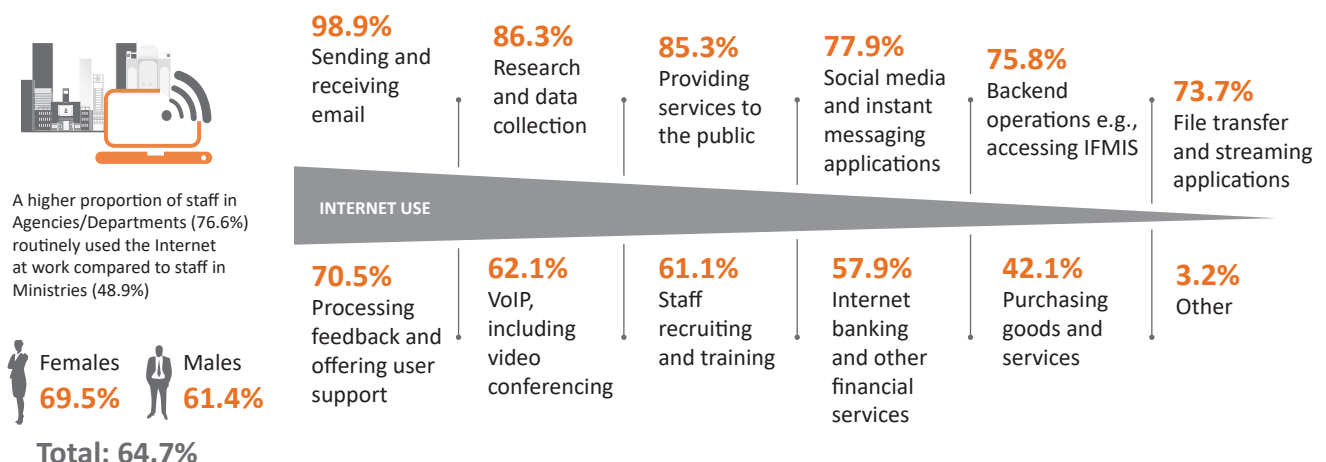 98.9%
Sending and
receiving
email
86.3%
Research
and data
collection
85.3%
Providing
services to
the public
77.9%
Social media
and instant
messaging
applications
75.8%
Backend
operations e.g.,
accessing IFMIS
73.7%
File transfer
and streaming
applications
A higher proportion of staff in
Agencies/Departments (76.6%)
routinely used the Internet
at work compared to staff in
Ministries (48.9%)
INTERNET USE
70.5%
Processing
feedback and
offering user
support
62.1%
VoIP,
including
video
conferencing
61.1%
Staff
recruiting
and training
57.9%
Internet
banking
and other
financial
services
42.1%
Purchasing
goods and
services
3.2%
Other
Females
69.5%
Males
61.4%
Total: 64.7%